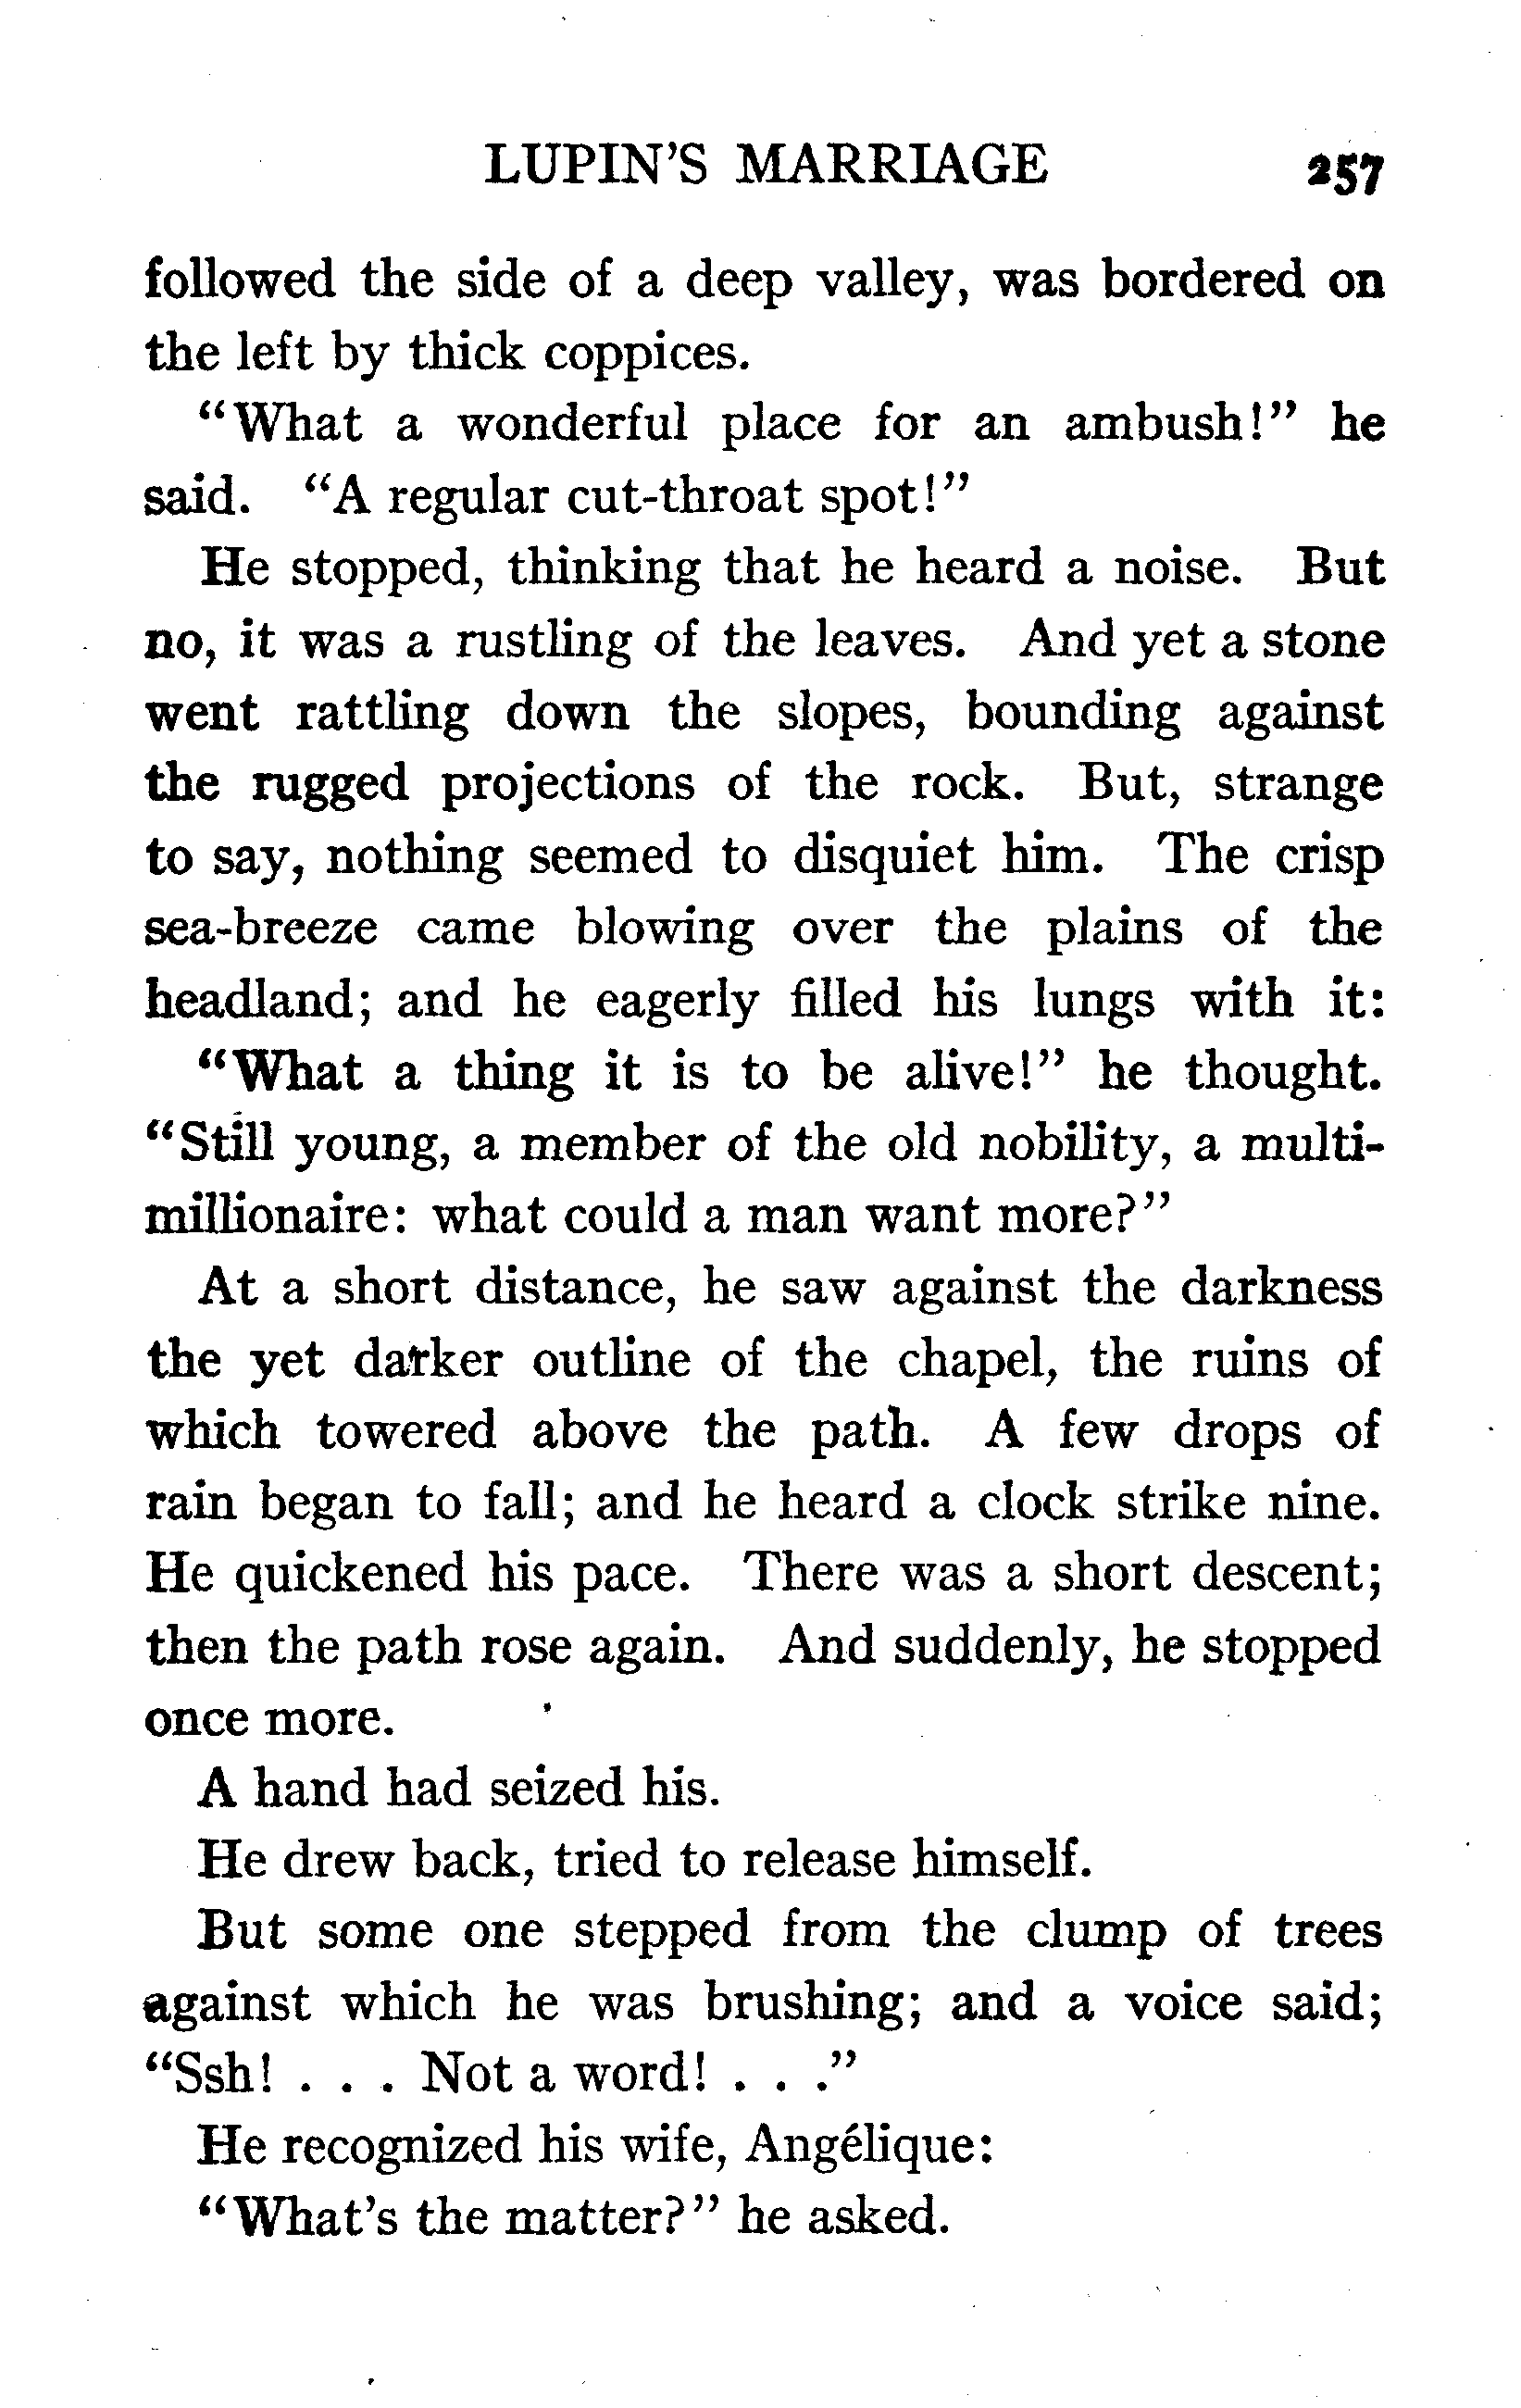 LUPIN'S MARRIAGE 257
followed the side of a deep valley, was bordered on
the left by thick coppices.
"What a wonderful place for an ambush!" he
said. "A regular cut-throat spot!"
He stopped, thinking that he heard a noise. But
no, it was a rustling of the leaves. And yet a stone
went rattling down the slopes, bounding against
the rugged projections of the rock. But, strange
to say, nothing seemed to disquiet him. The crisp
sea-breeze came blowing over the plains of the
headland; and he eagerly filled his lungs with it:
"What a thing it is to be alive!" he thought.
"Still young, a member of the old nobility, a multi-
millionaire: what could a man want more?"
At a short distance, he saw against the darkness
the yet darker outline of the chapel, the ruins of
which towered above the path. A few drops of
rain began to fall; and he heard a clock strike nine.
He quickened his pace. There was a short descent;
then the path rose again. And suddenly, he stopped
once more.
A hand had seized his.
He drew back, tried to release himself.
But some one stepped from the clump of trees
against which he was brushing; and a voice said;
"Ssh! . . . Not a word! . . ."
He recognized his wife, Angélique:
"What's the matter?" he asked.